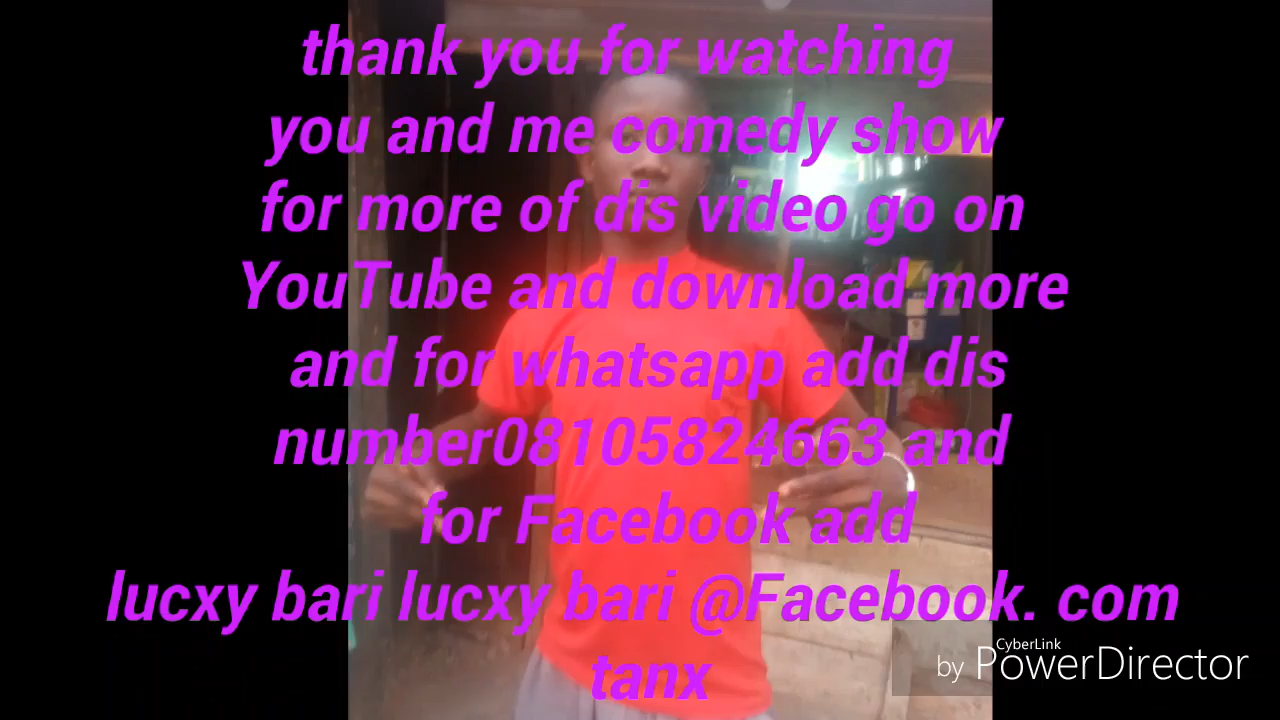 thank you for watching
you and me comedy show
for more of dis video go on
YouTube and download more
and for whatsapp add dis
number08105824663 and
for Facebook add
lucxy bari lucxy bari @Facebook. com
tanx
CyberLink
by PowerDirector